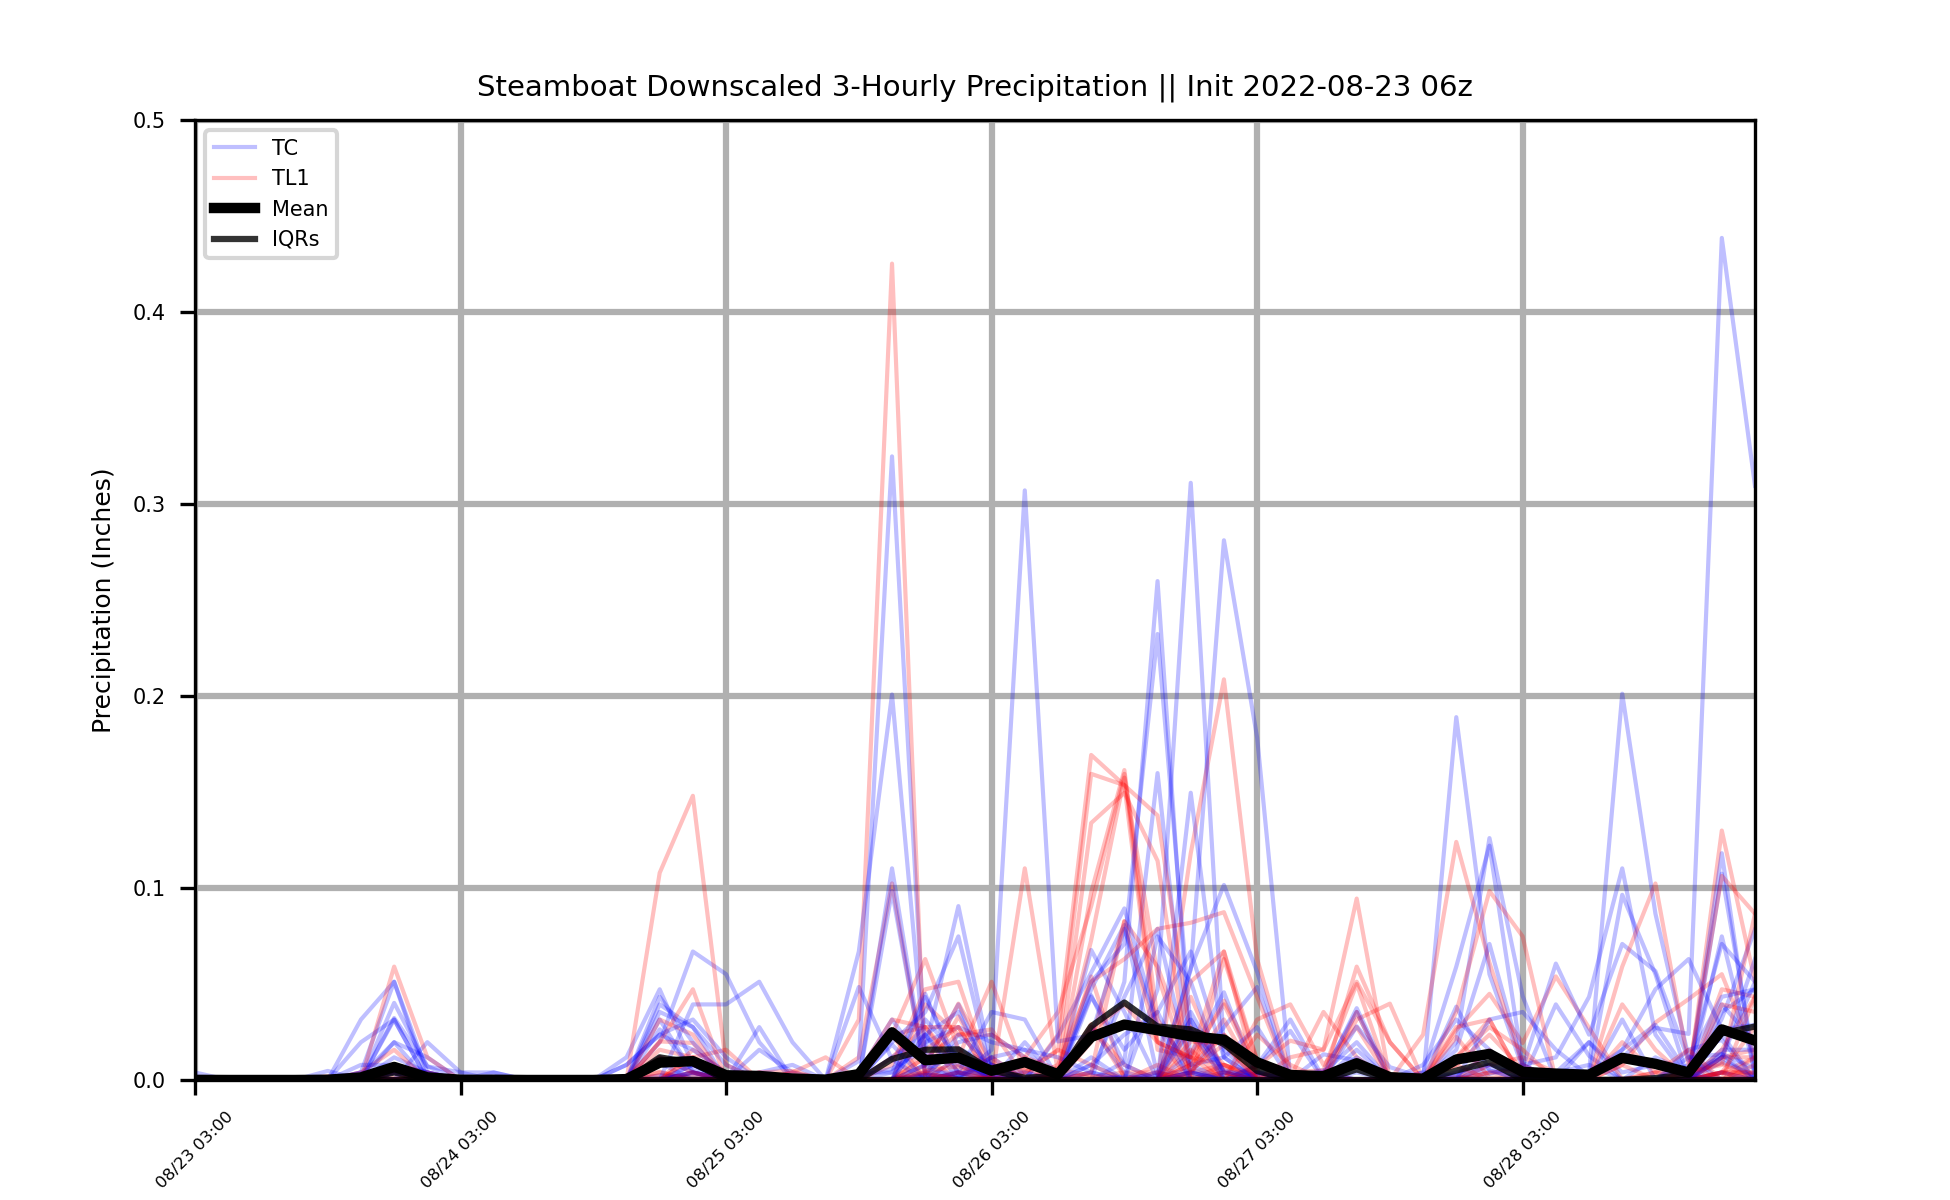 Steamboat Downscaled 3-Hourly Precipitation || Init 2022-08-23 06z
Precipitation (Inches)
0.5
0.4
0.3
0.2
0.1
0.0
TC
TL1
Mean
IQRs
08/23 03:00
08/24 03:00
08/25 03:00
08/26 03:00
08/27 03:00
08/28 03:00